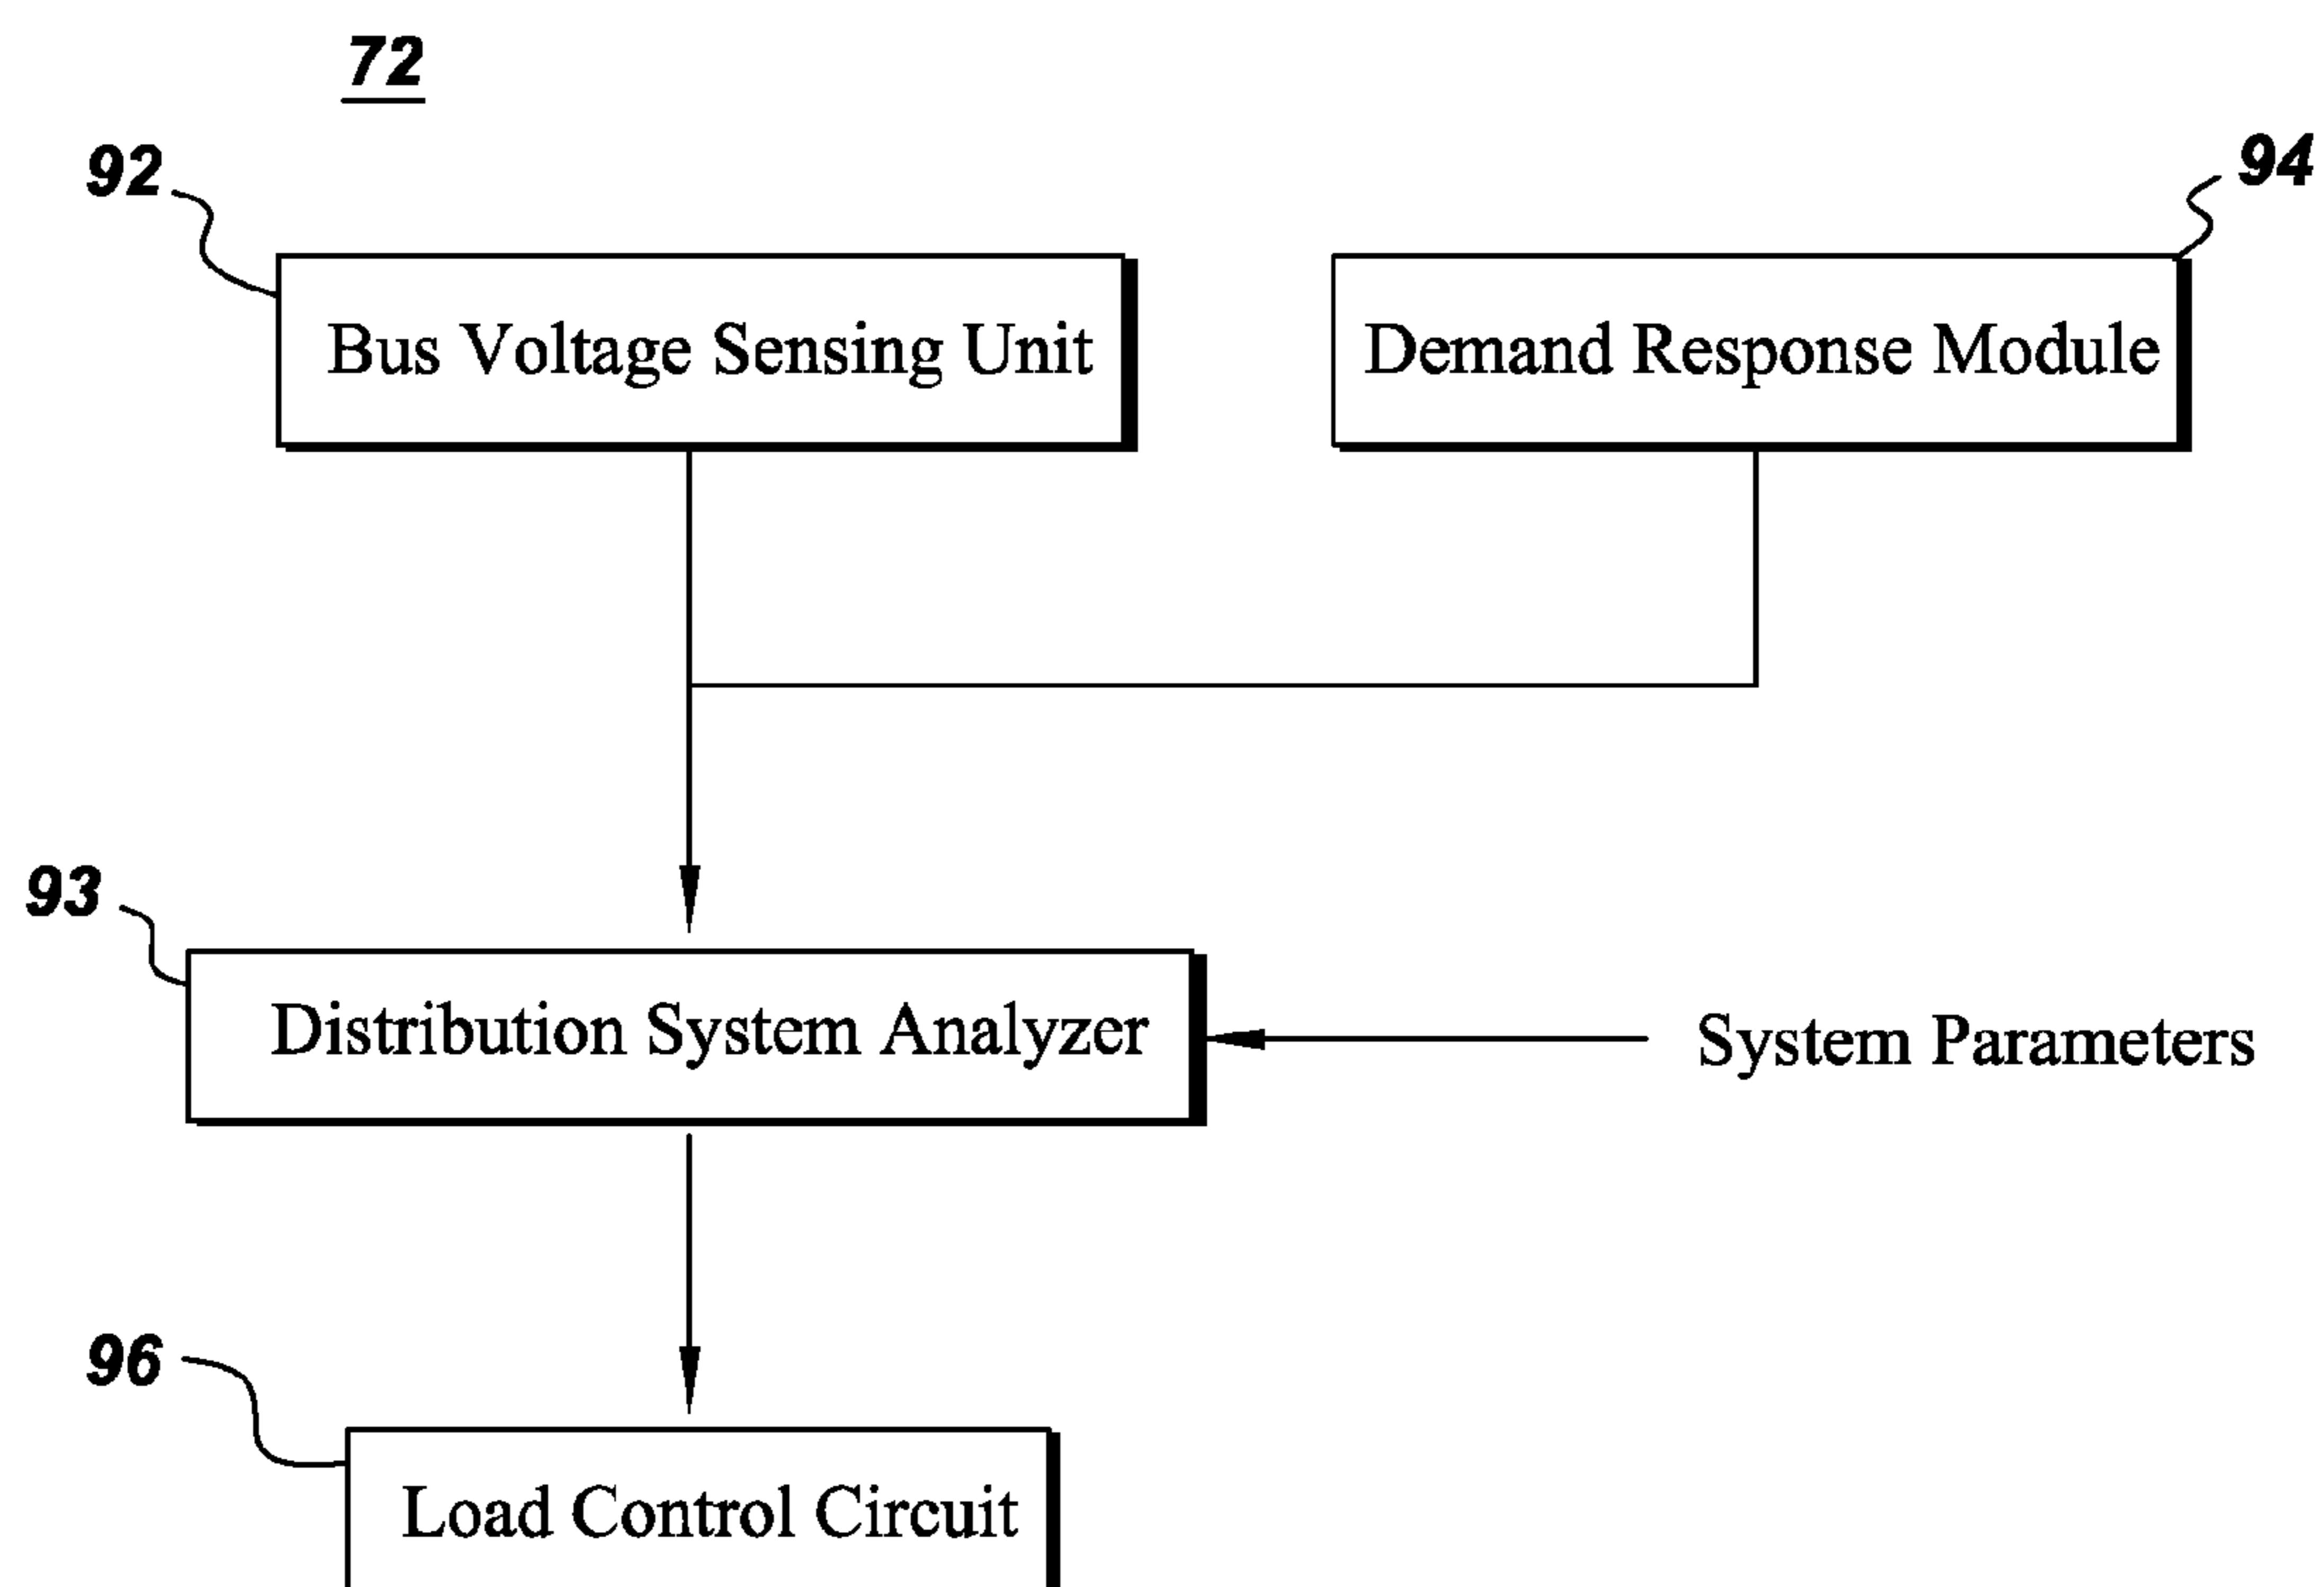 72
92
94
Bus Voltage Sensing Unit
Demand Response Module
93
Distribution System Analyzer
System Parameters
96
Load Control Circuit